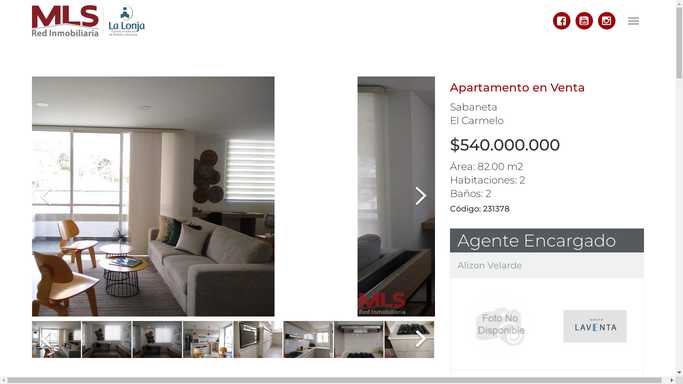 MLS
Red Inmobiliaria
La Lonja
Apartamento en Venta
Sabaneta
El Carmelo
$540.000.000
Área: 82.00 m2
Habitaciones: 2
Baños: 2
Código: 231378
MLS
Red Inmobiliaria
Agente Encargado
Alizon Velarde
Foto No
Disponible
LAVENTA